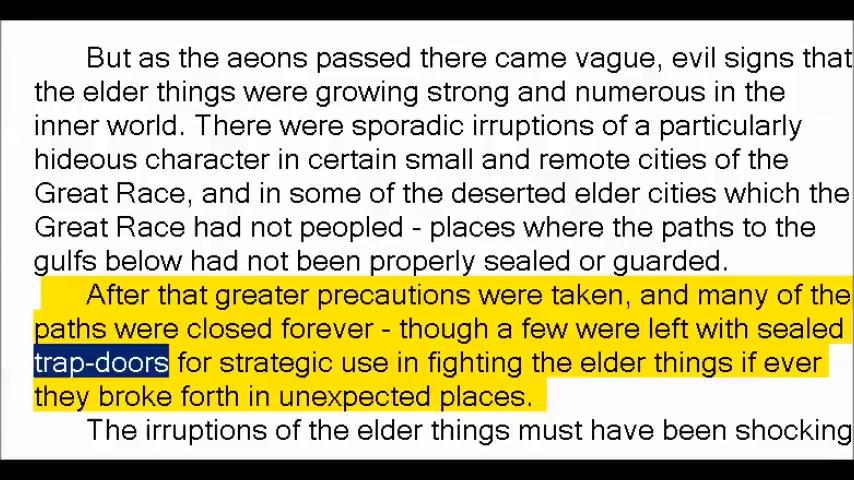 But as the aeons passed there came vague, evil signs that
the elder things were growing strong and numerous in the
inner world. There were sporadic irruptions of a particularly
hideous character in certain small and remote cities of the
Great Race, and in some of the deserted elder cities which the
Great Race had not peopled - places where the paths to the
gulfs below had not been properly sealed or guarded.
After that greater precautions were taken, and many of the
paths were closed forever - though a few were left with sealed
trap-doors for strategic use in fighting the elder things if ever
they broke forth in unexpected places.
The irruptions of the elder things must have been shocking